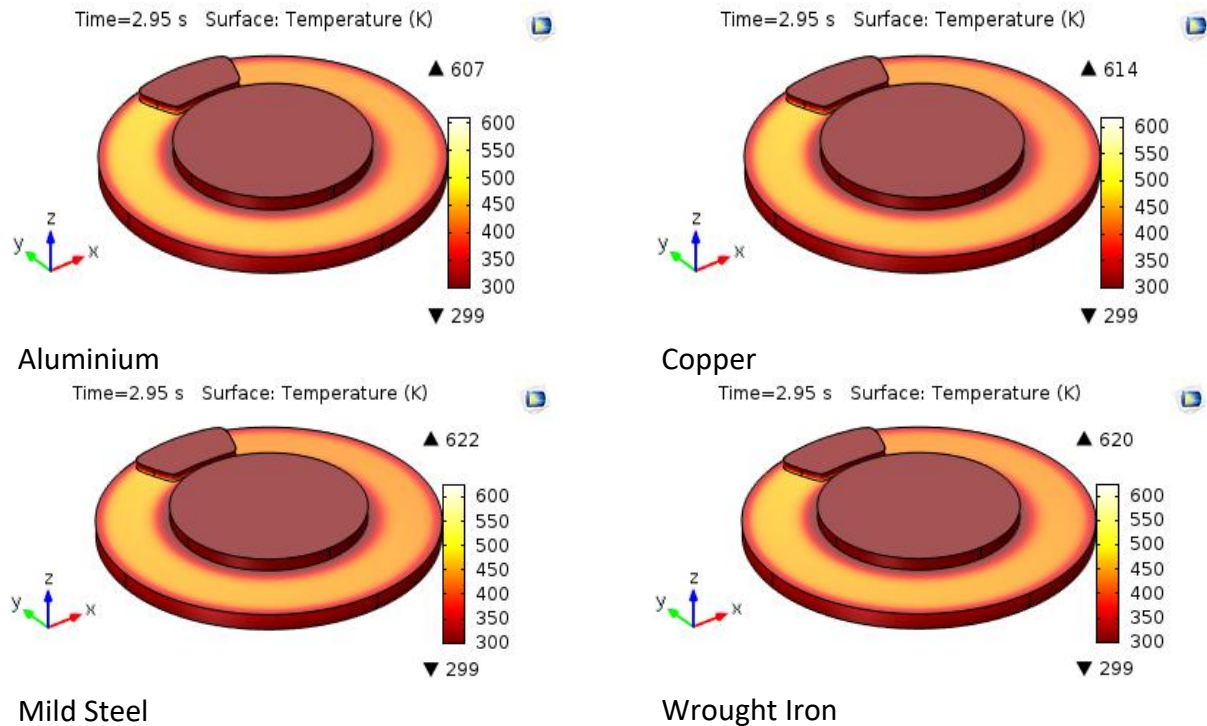 Time=2.95 s Surface: Temperature (K)
▲ 607
600
550
500
450
400
350
300
▼ 299
z
y
x
Aluminium
Time=2.95 s Surface: Temperature (K)
▲ 614
600
550
500
450
400
350
300
▼ 299
z
y
x
Copper
Time=2.95 s Surface: Temperature (K)
▲ 622
600
550
500
450
400
350
300
▼ 299
z
y
x
Mild Steel
Time=2.95 s Surface: Temperature (K)
▲ 620
600
550
500
450
400
350
300
▼ 299
z
y
x
Wrought Iron